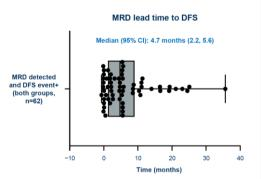 MRD lead time to DFS
Median (95% CI): 4.7 months (2.2, 5.6)
MRD detected
and DFS event+
(both groups,
n=62)
−10 0 10 20 30 40
Time (months)